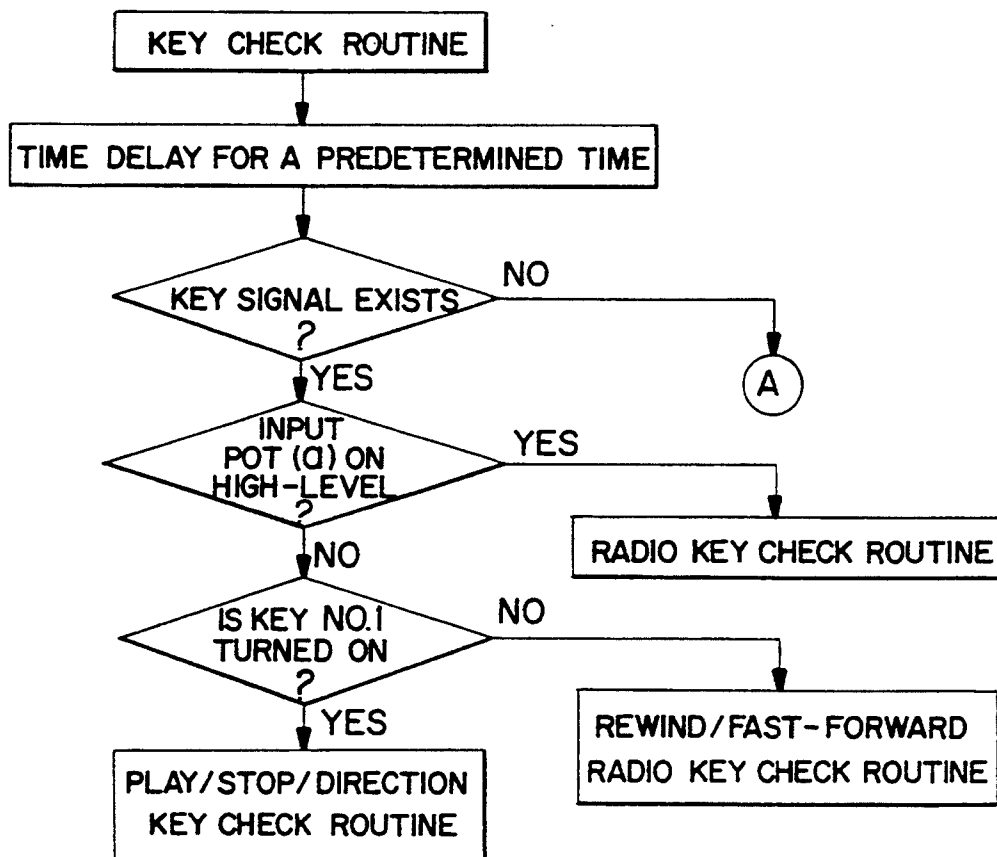 KEY CHECK ROUTINE
TIME DELAY FOR A PREDETERMINED TIME
KEY SIGNAL EXISTS
?
NO
A
YES
INPUT
POT (a) ON
HIGH-LEVEL
?
YES
RADIO KEY CHECK ROUTINE
NO
IS KEY NO.1
TURNED ON
?
NO
REWIND/FAST-FORWARD
RADIO KEY CHECK ROUTINE
YES
PLAY/STOP/DIRECTION
KEY CHECK ROUTINE